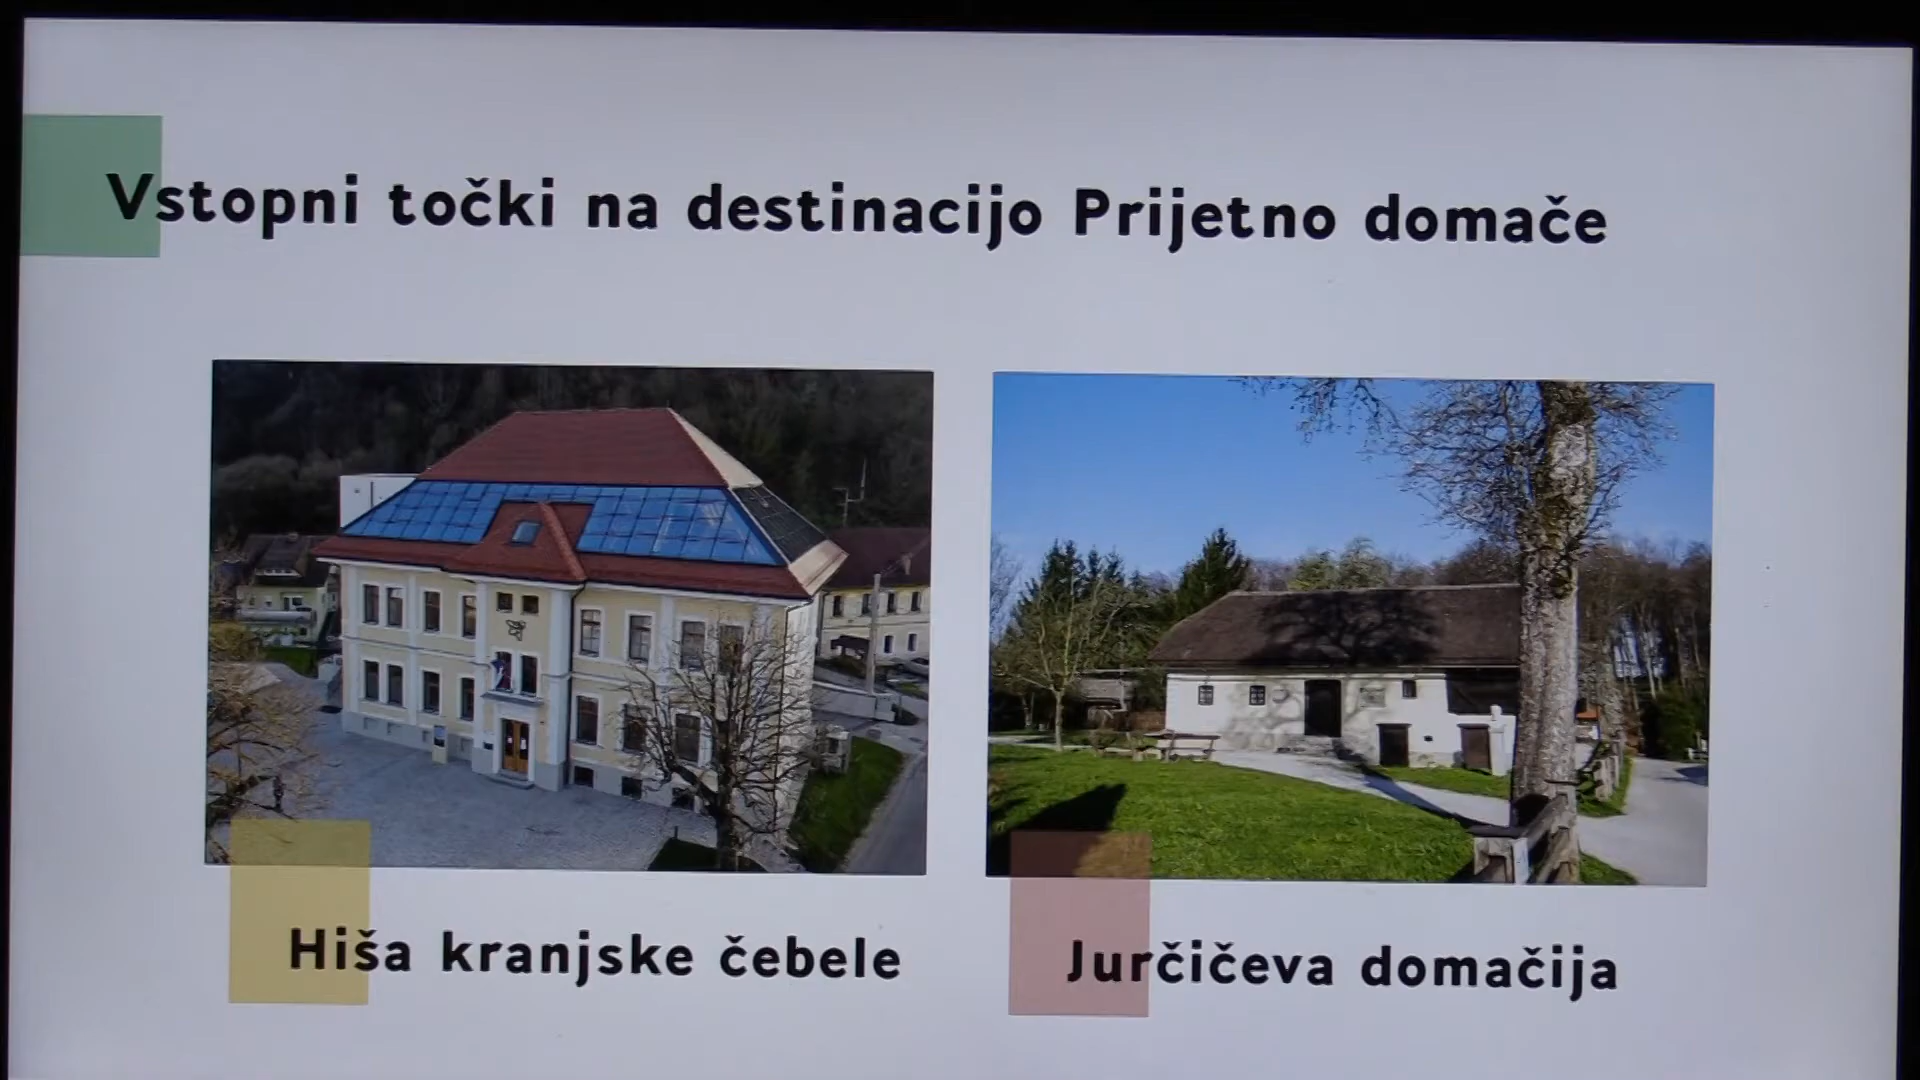 Vstopni točki na destinacijo Prijetno domače
Hiša kranjske čebele
Jurčičeva domačija